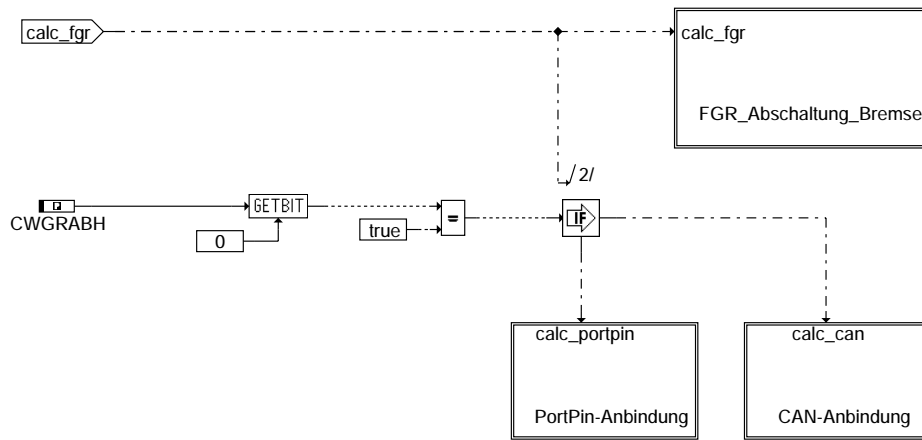 calc_fgr
calc_fgr
FGR_Abschaltung_Bremse
/2/
CWGRABH
GETBIT
0
true
=
IF
calc_portpin
PortPin-Anbindung
calc_can
CAN-Anbindung